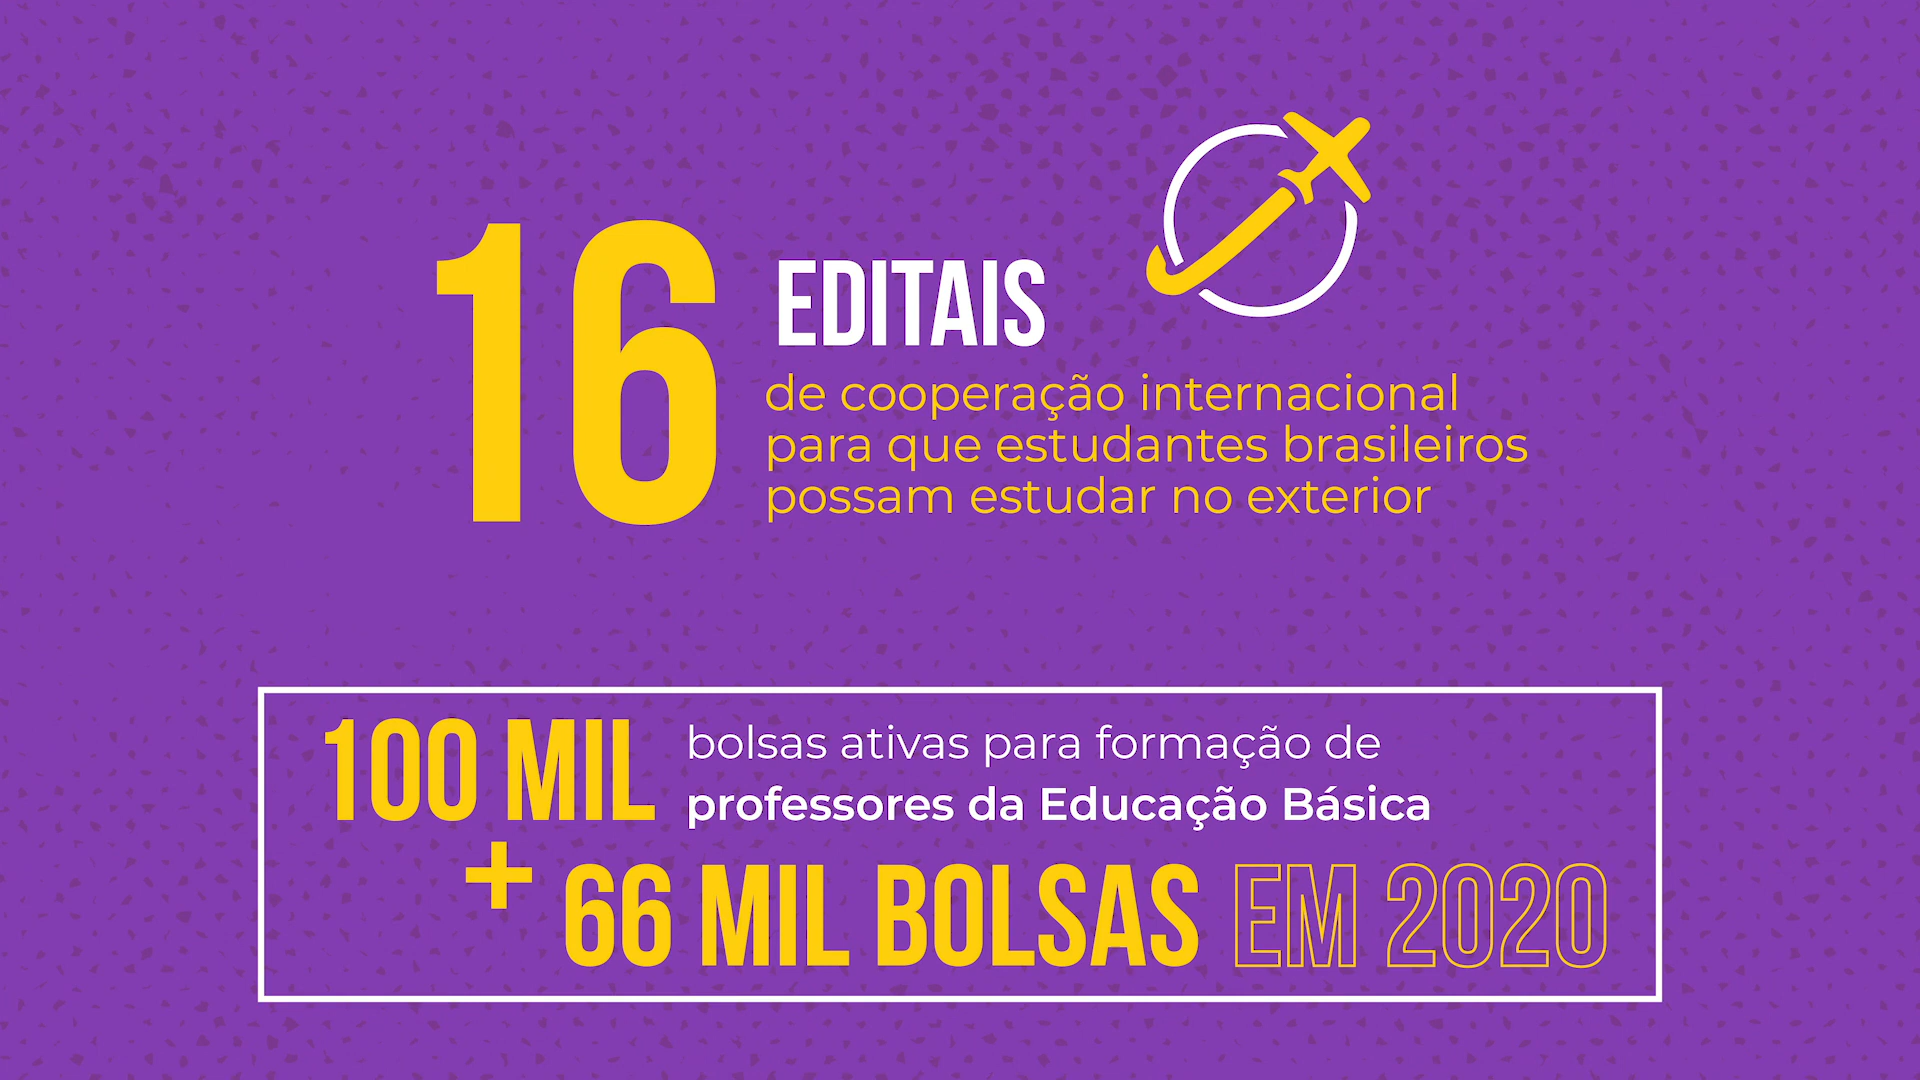 16 EDITAIS
de cooperação internacional
para que estudantes brasileiros
possam estudar no exterior
100 MIL bolsas ativas para formação de
professores da Educação Básica
+ 66 MIL BOLSAS EM 2020